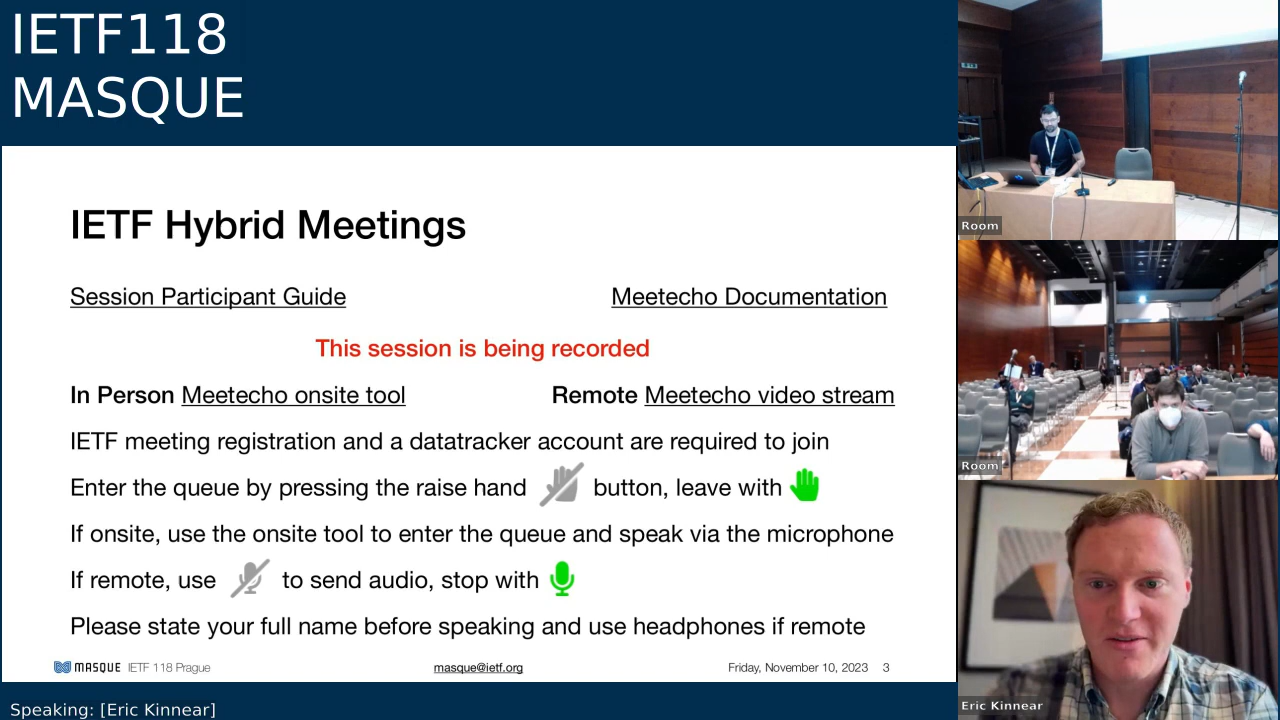 IETF118
MASQUE
IETF Hybrid Meetings
Session Participant Guide
Meetecho Documentation
This session is being recorded
In Person Meetecho onsite tool
Remote Meetecho video stream
IETF meeting registration and a datatracker account are required to join
Enter the queue by pressing the raise hand button, leave with
If onsite, use the onsite tool to enter the queue and speak via the microphone
If remote, use to send audio, stop with
Please state your full name before speaking and use headphones if remote
MASQUE IETF 118 Prague
masque@ietf.org
Friday, November 10, 2023 3
Speaking: [Eric Kinnear]
Room
Room
Eric Kinnear